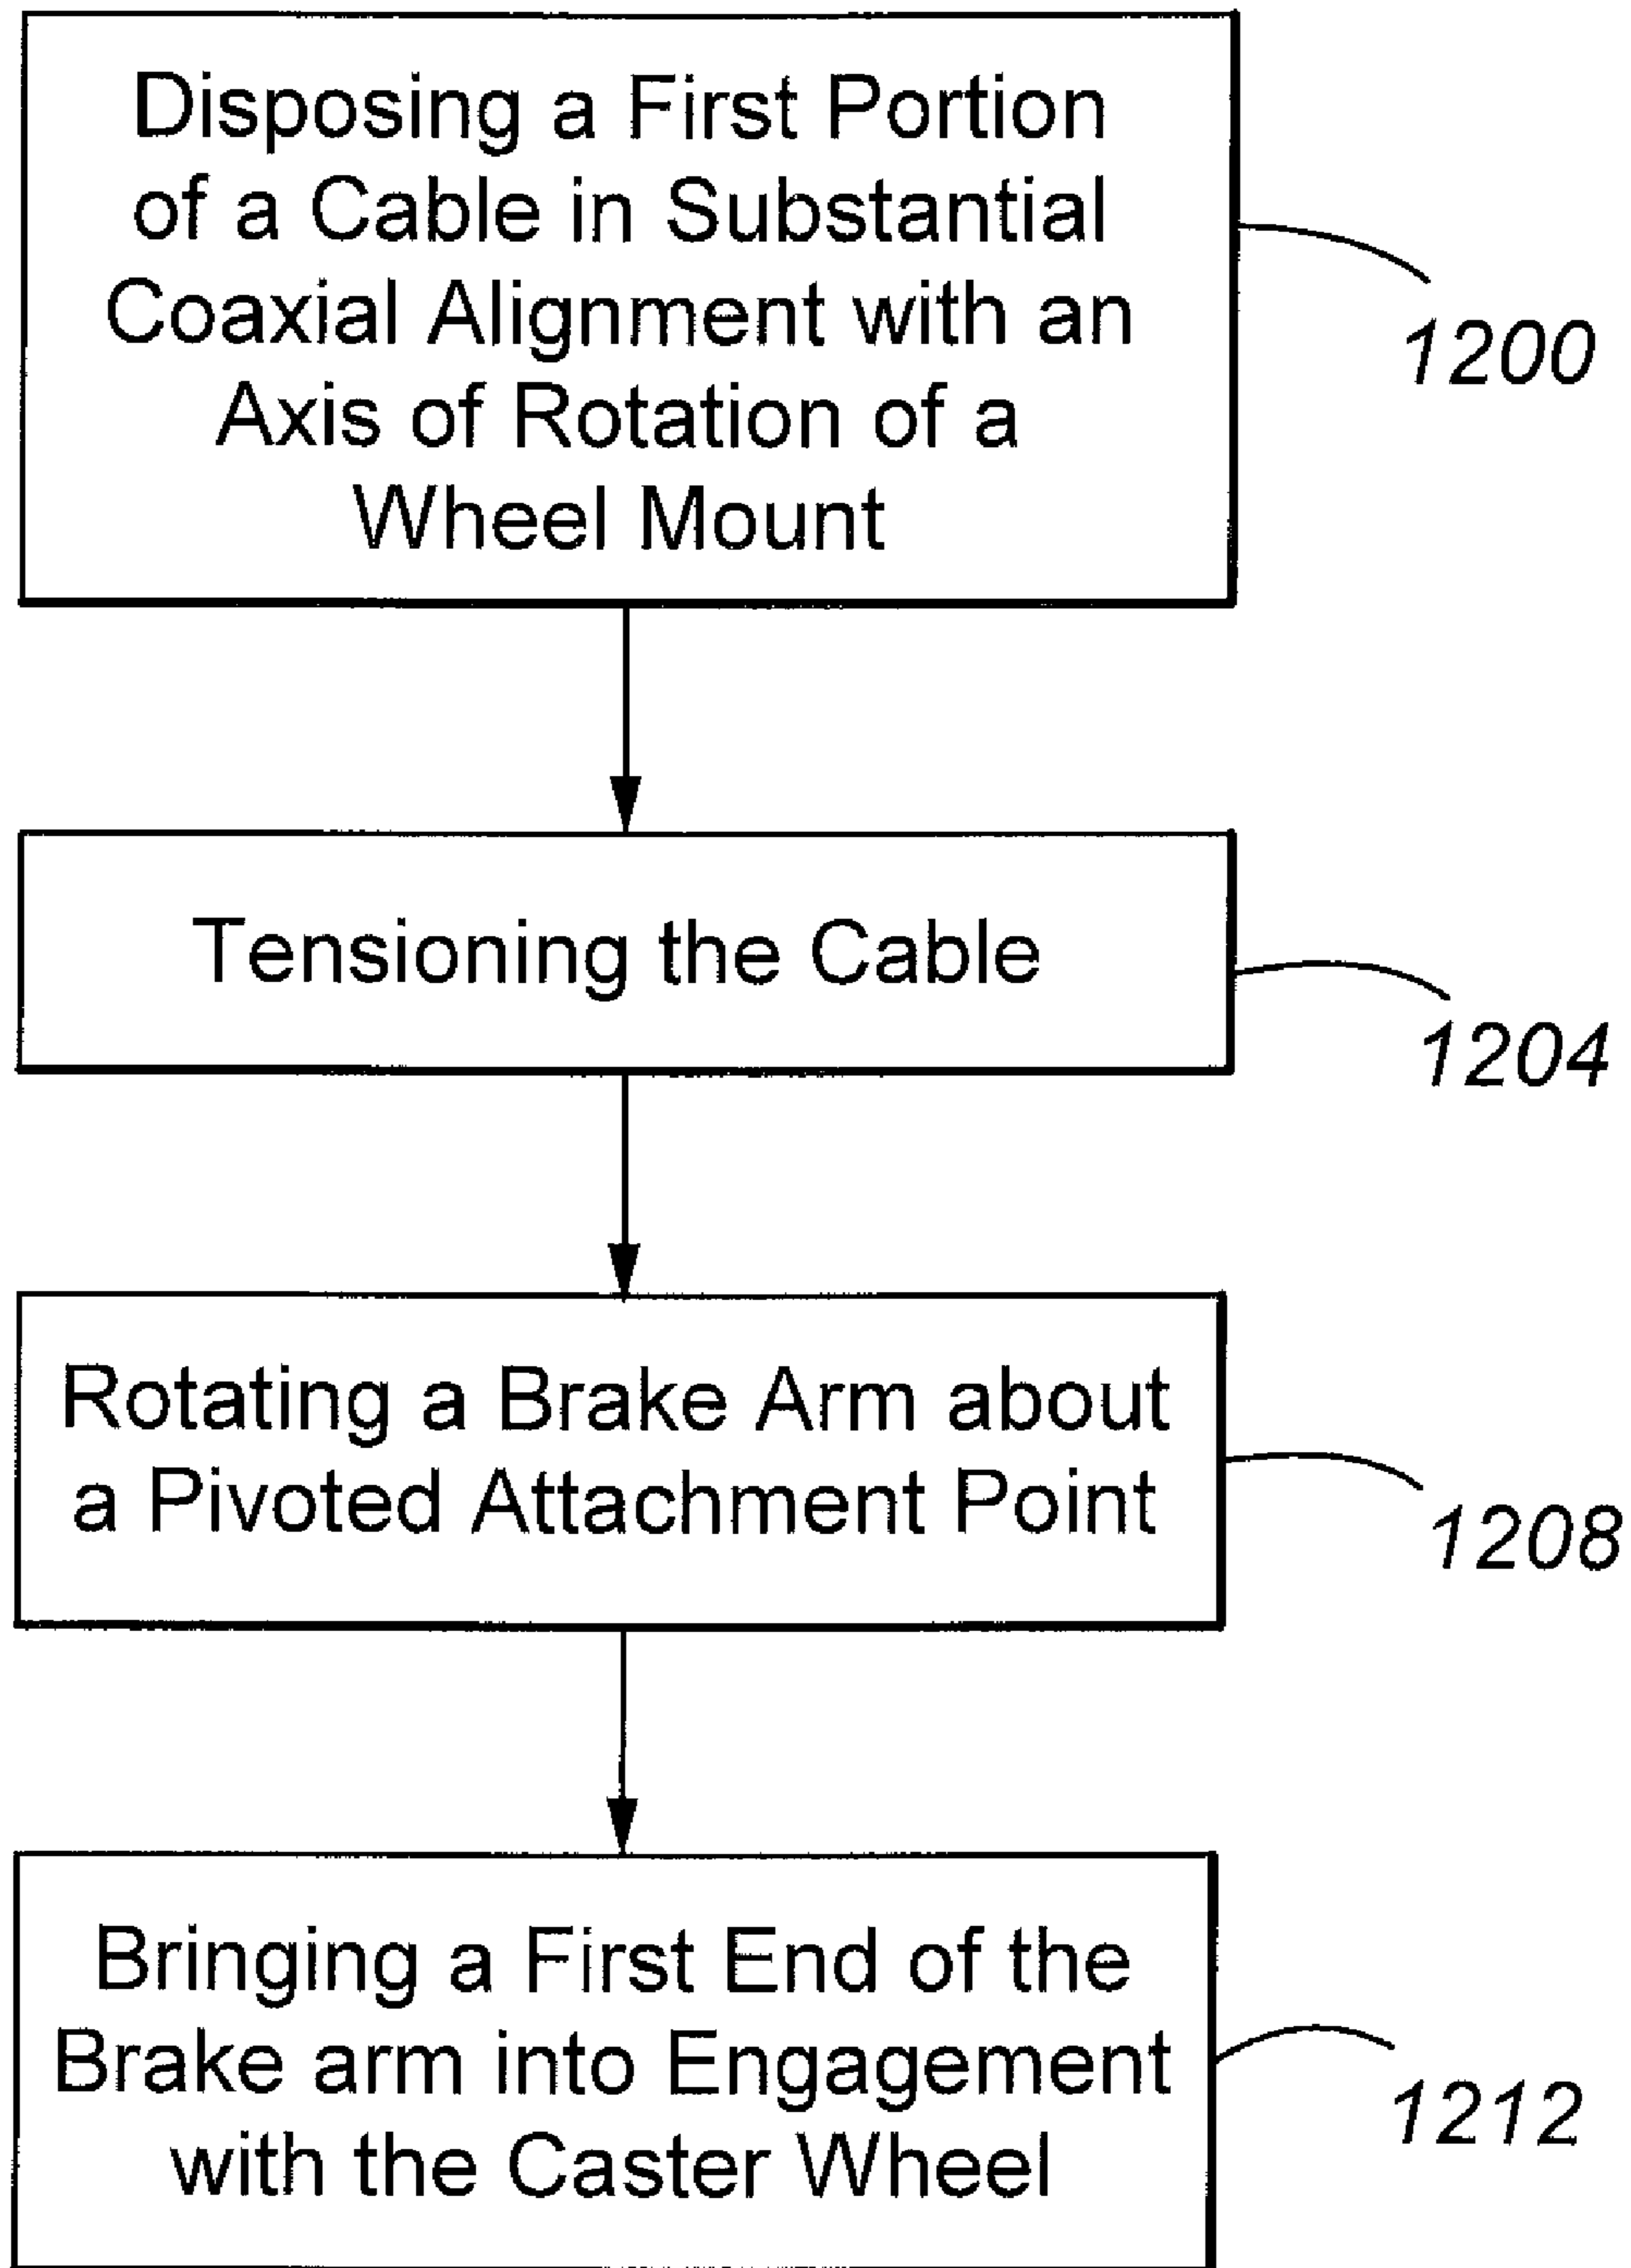 Disposing a First Portion
of a Cable in Substantial
Coaxial Alignment with an
Axis of Rotation of a
Wheel Mount
1200
Tensioning the Cable
1204
Rotating a Brake Arm about
a Pivoted Attachment Point
1208
Bringing a First End of the
Brake arm into Engagement
with the Caster Wheel
1212